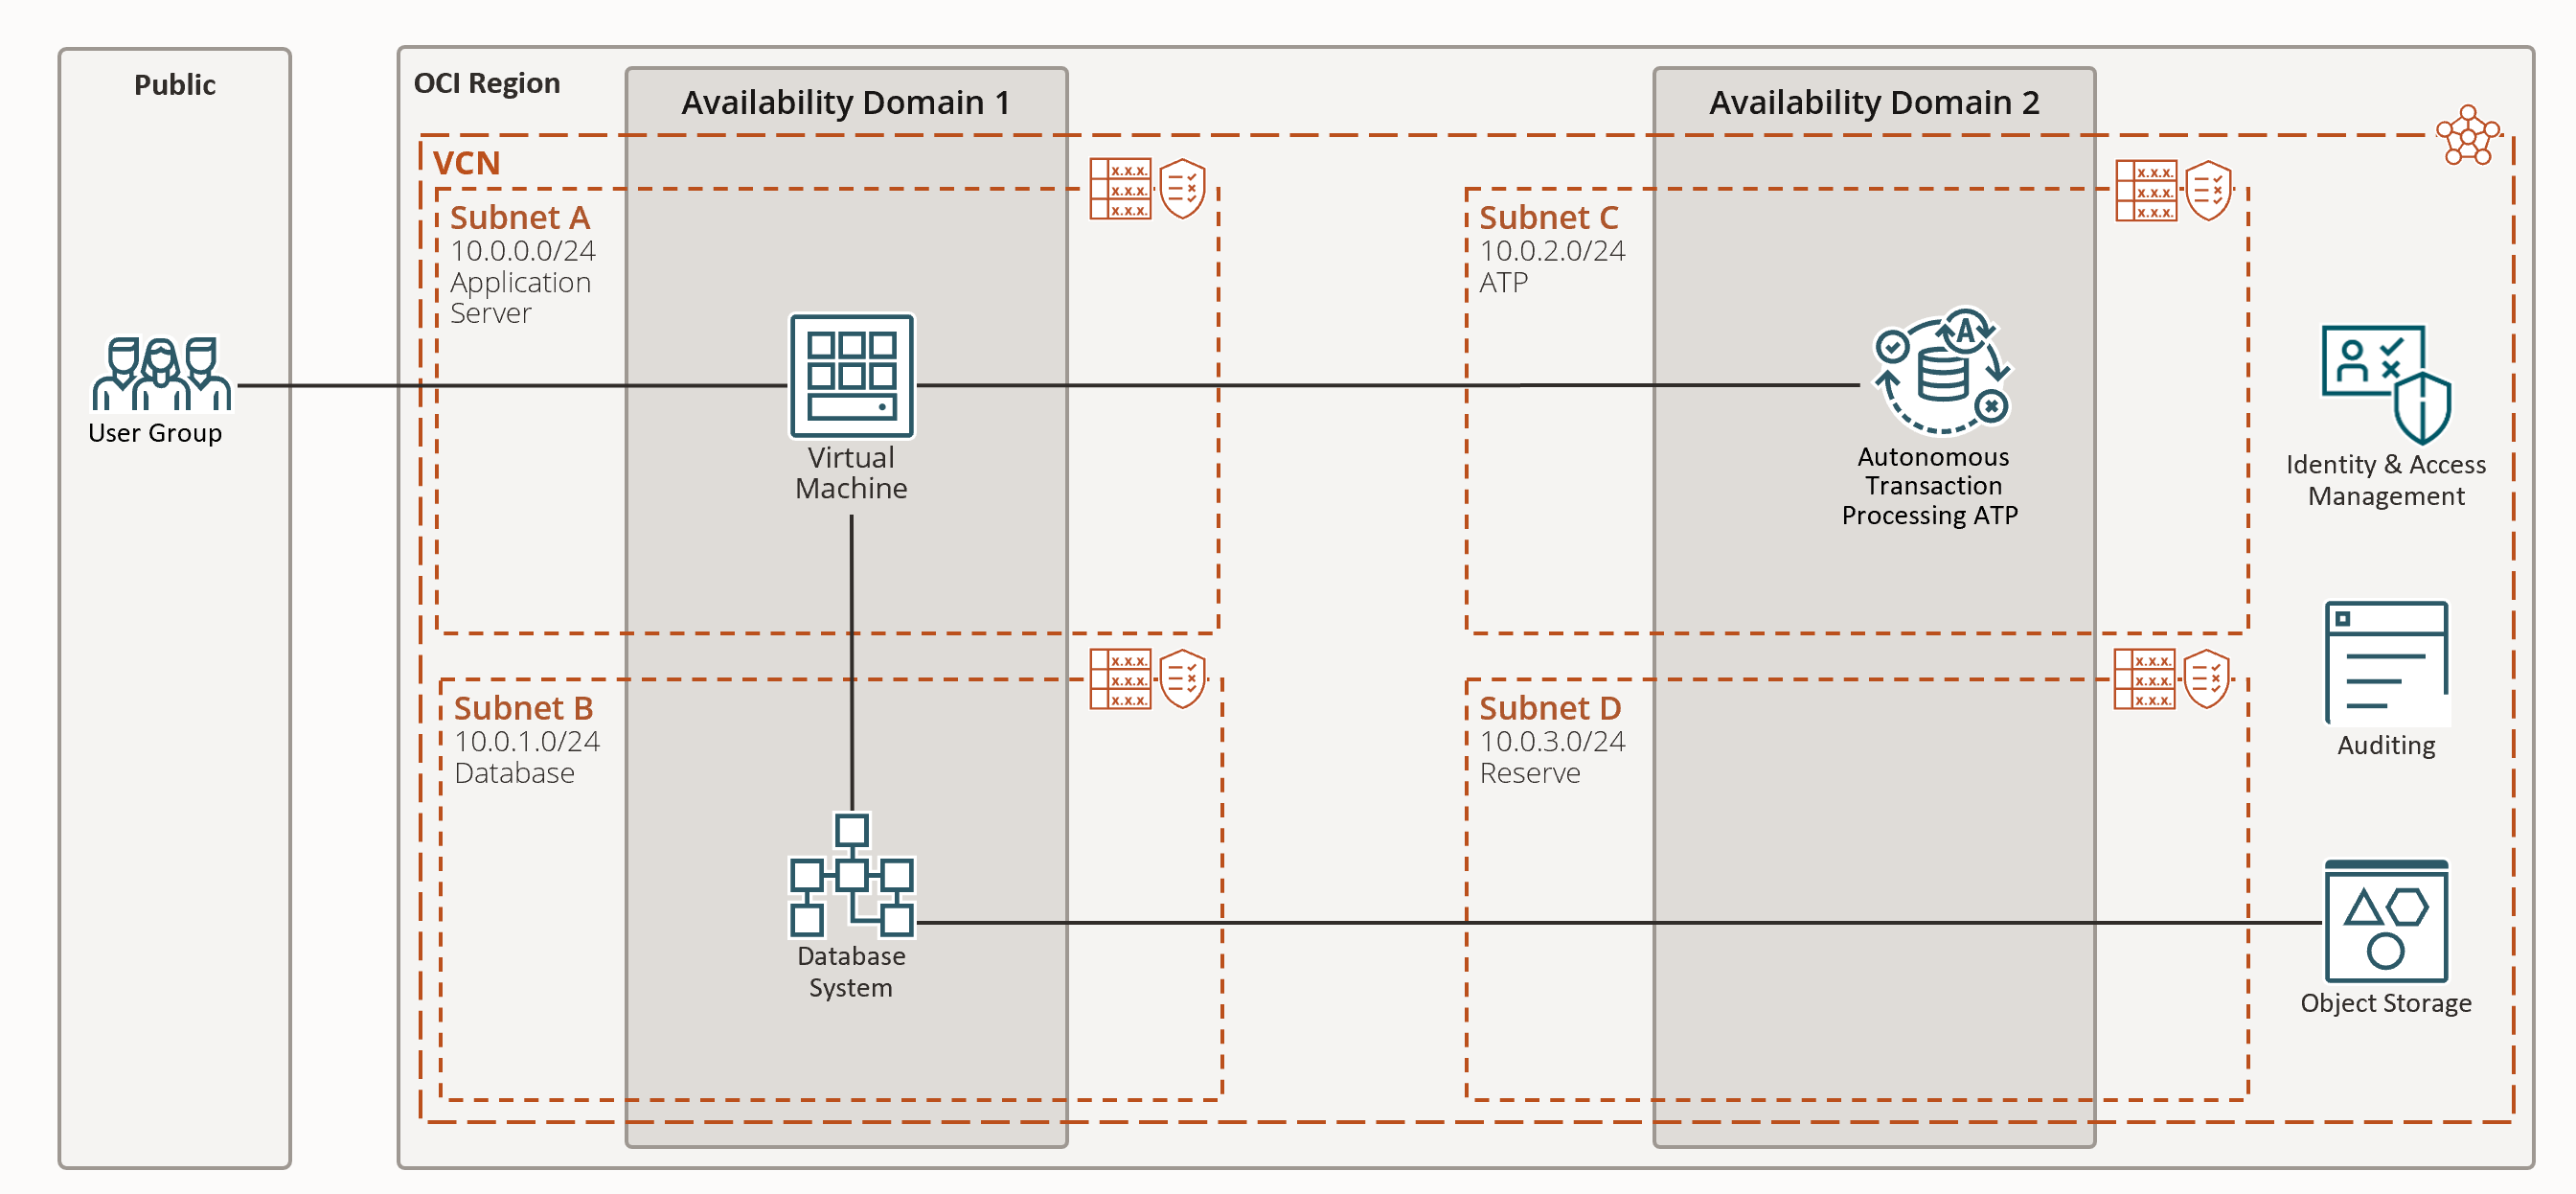 Public
OCI Region
Availability Domain 1
Availability Domain 2
VCN
x.x.x.
x.x.x.
x.x.x.
x.x.x.
x.x.x.
x.x.x.
Subnet A
10.0.0.0/24
Application
Server
Subnet C
10.0.2.0/24
ATP
A
User Group
Virtual
Machine
Autonomous
Transaction
Processing ATP
Identity & Access
Management
x.x.x.
x.x.x.
x.x.x.
x.x.x.
x.x.x.
x.x.x.
Subnet B
10.0.1.0/24
Database
Subnet D
10.0.3.0/24
Reserve
Auditing
Database
System
Object Storage